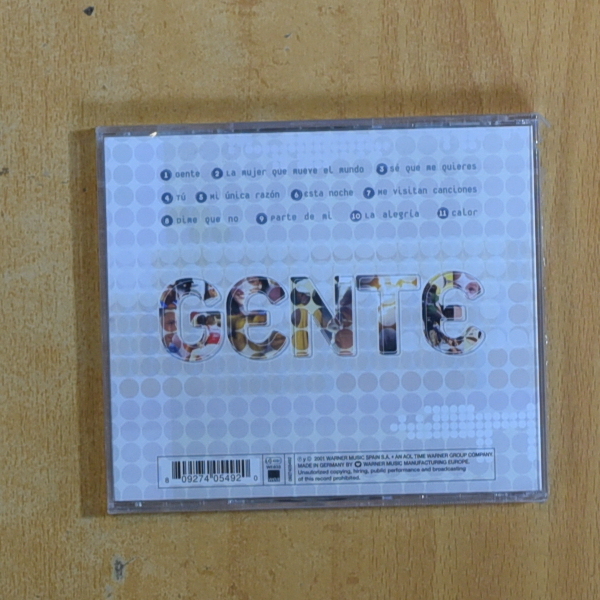 1 Gente 2 La mujer que mueve el mundo 3 Sé que me quieres
4 Tú 5 Mi única razón 6 Esta noche 7 Me visitan canciones
8 Dime que no 9 Parte de mí 10 La alegría 11 Calor
GENTE
℗ © 2001 WARNER MUSIC SPAIN S.A. • AN AOL TIME WARNER GROUP COMPANY.
MADE IN GERMANY BY WARNER MUSIC MANUFACTURING EUROPE.
Unauthorized copying, hiring, public performance and broadcasting
of this record prohibited.
8 09274 05492 0